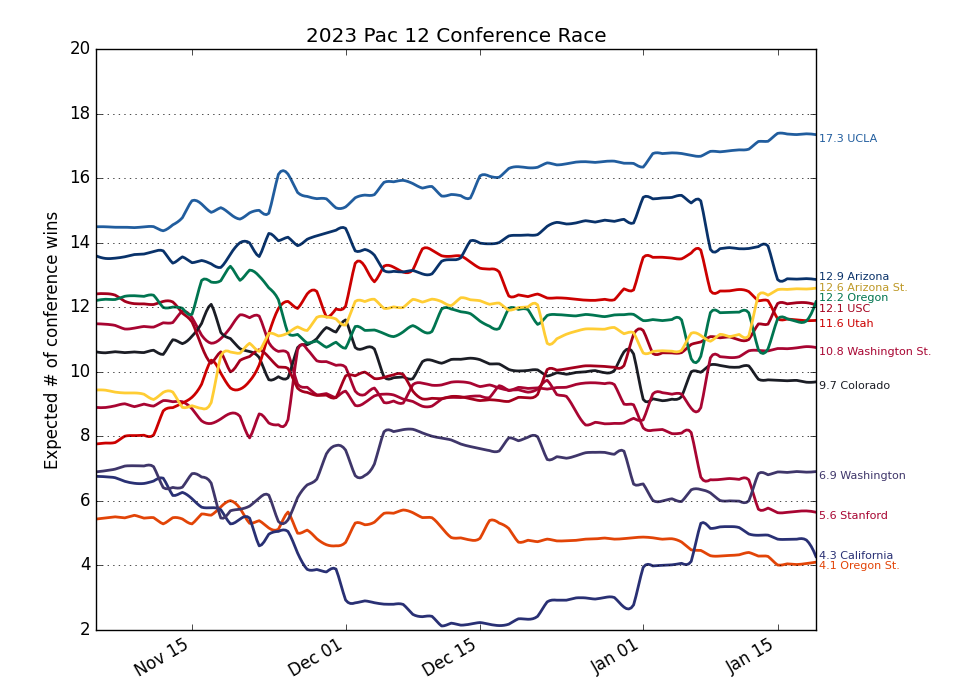 2023 Pac 12 Conference Race
Expected # of conference wins
20
18
16
14
12
10
8
6
4
2
17.3 UCLA
12.9 Arizona
12.6 Arizona St.
12.2 Oregon
12.1 USC
11.6 Utah
10.8 Washington St.
9.7 Colorado
6.9 Washington
5.6 Stanford
4.3 California
4.1 Oregon St.
Nov 15
Dec 01
Dec 15
Jan 01
Jan 15